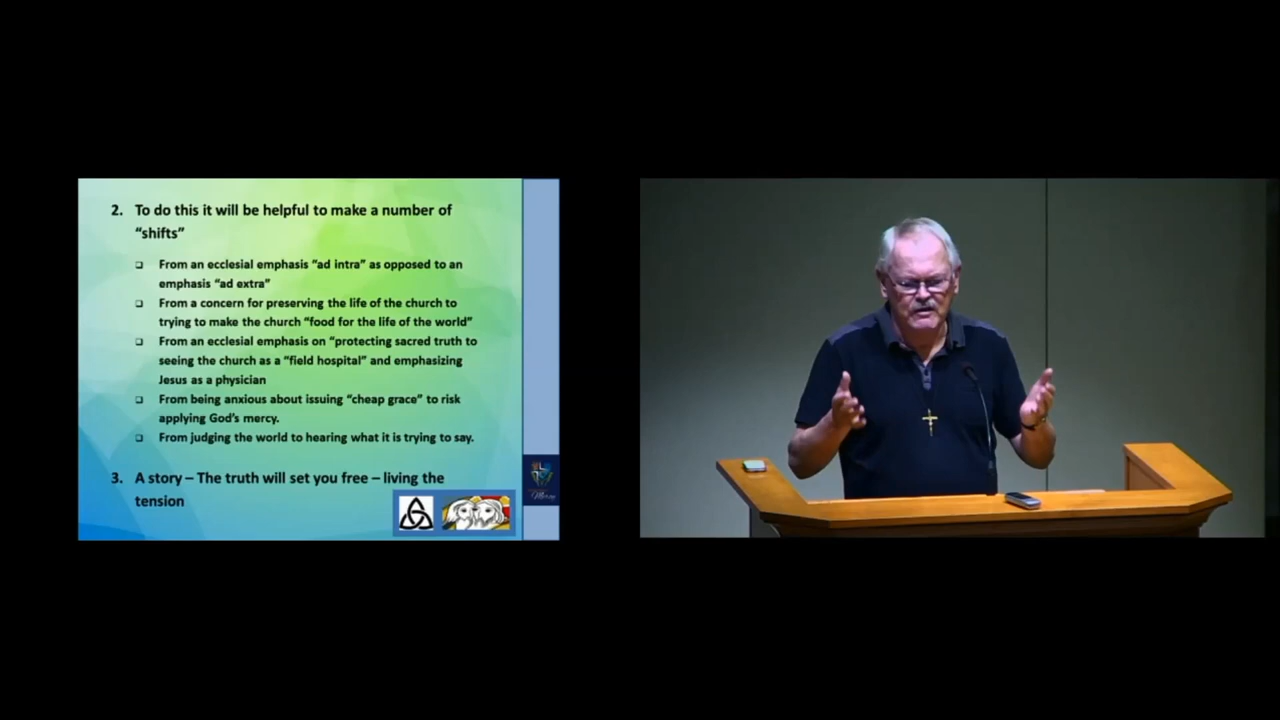 2. To do this it will be helpful to make a number of
“shifts”
❑ From an ecclesial emphasis “ad intra” as opposed to an
emphasis “ad extra”
❑ From a concern for preserving the life of the church to
trying to make the church “food for the life of the world”
❑ From an ecclesial emphasis on “protecting sacred truth to
seeing the church as a “field hospital” and emphasizing
Jesus as a physician
❑ From being anxious about issuing “cheap grace” to risk
applying God’s mercy.
❑ From judging the world to hearing what it is trying to say.
3. A story – The truth will set you free – living the
tension
Mercy